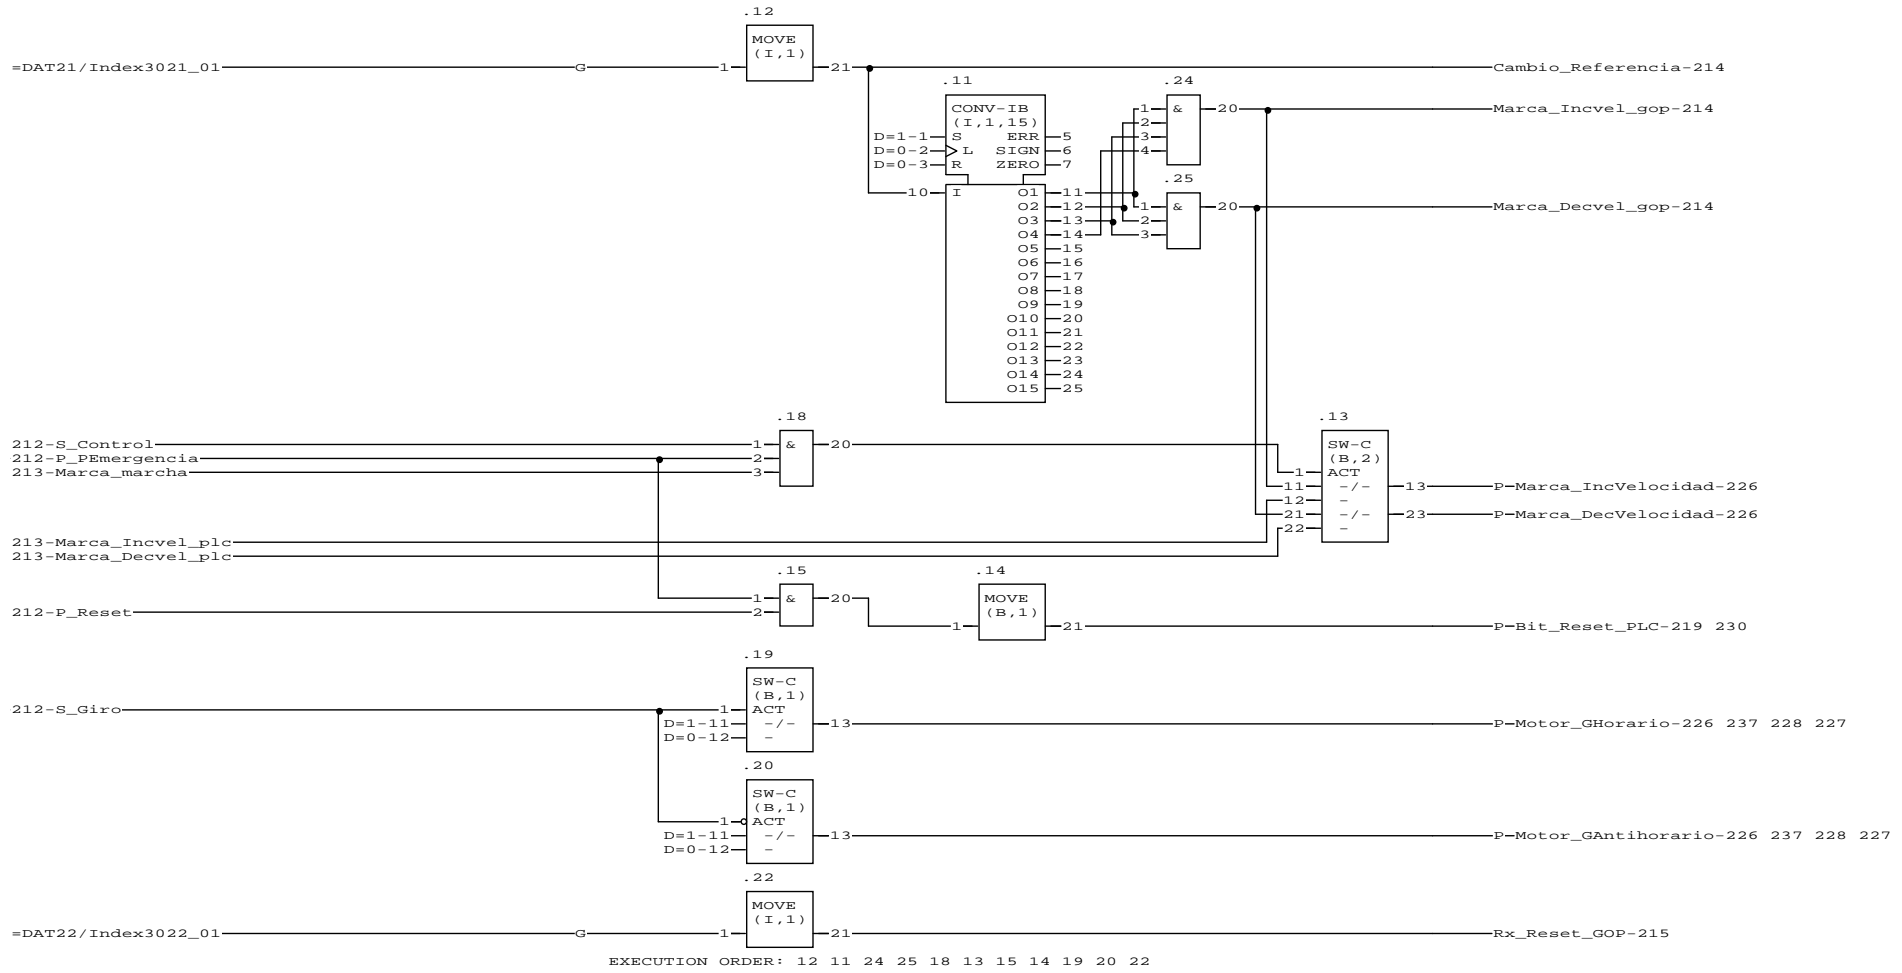 .12
MOVE
(I,1)
=DAT21/Index3021_01 G 1 21 Cambio_Referencia-214
.11 .24
CONV-IB & 1 20 Marca_Incvel_gop-214
(I,1,15) 2
D=1-1 S ERR 5 3
D=0-2 L SIGN 6 4
D=0-3 R ZERO 7
.25
10 I O1 11
O2 12 1 & 20 Marca_Decvel_gop-214
O3 13 2
O4 14 3
O5 15
O6 16
O7 17
O8 18
O9 19
O10 20
O11 21
O12 22
O13 23
O14 24
O15 25
.18 .13
212-S_Control 1 & 20 SW-C
212-P_PEmergencia 2 (B,2)
213-Marca_marcha 3 1 ACT
11 -/- 13 P-Marca_IncVelocidad-226
12 -
21 -/- 23 P-Marca_DecVelocidad-226
22 -
213-Marca_Incvel_plc
213-Marca_Decvel_plc
.15 .14
1 & 20 MOVE
212-P_Reset 2 (B,1)
1 21 P-Bit_Reset_PLC-219 230
.19
SW-C
(B,1)
212-S_Giro 1 ACT
D=1-11 -/- 13 P-Motor_GHorario-226 237 228 227
D=0-12 -
.20
SW-C
(B,1)
1 ACT
D=1-11 -/- 13 P-Motor_GAntihorario-226 237 228 227
D=0-12 -
.22
MOVE
(I,1)
=DAT22/Index3022_01 G 1 21 Rx_Reset_GOP-215
EXECUTION ORDER: 12 11 24 25 18 13 15 14 19 20 22